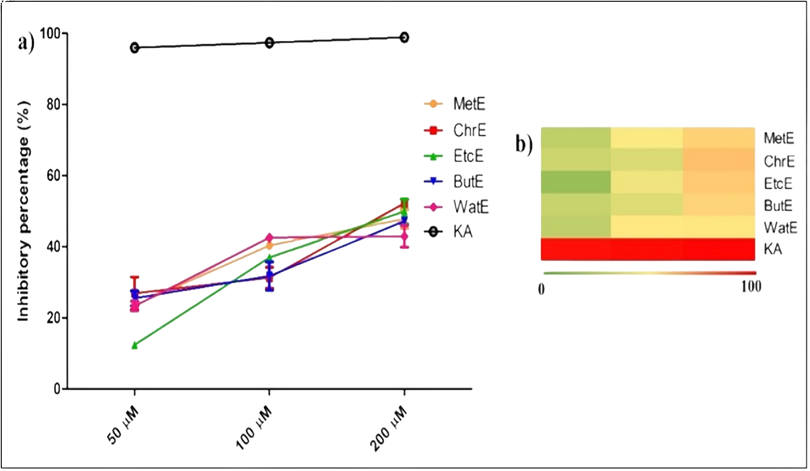 a)
Inhibitory percentage (%)
100
80
60
40
20
0
50 µM
100 µM
200 µM
MetE
ChrE
EtcE
ButE
WatE
KA
b)
MetE
ChrE
EtcE
ButE
WatE
KA
0
100